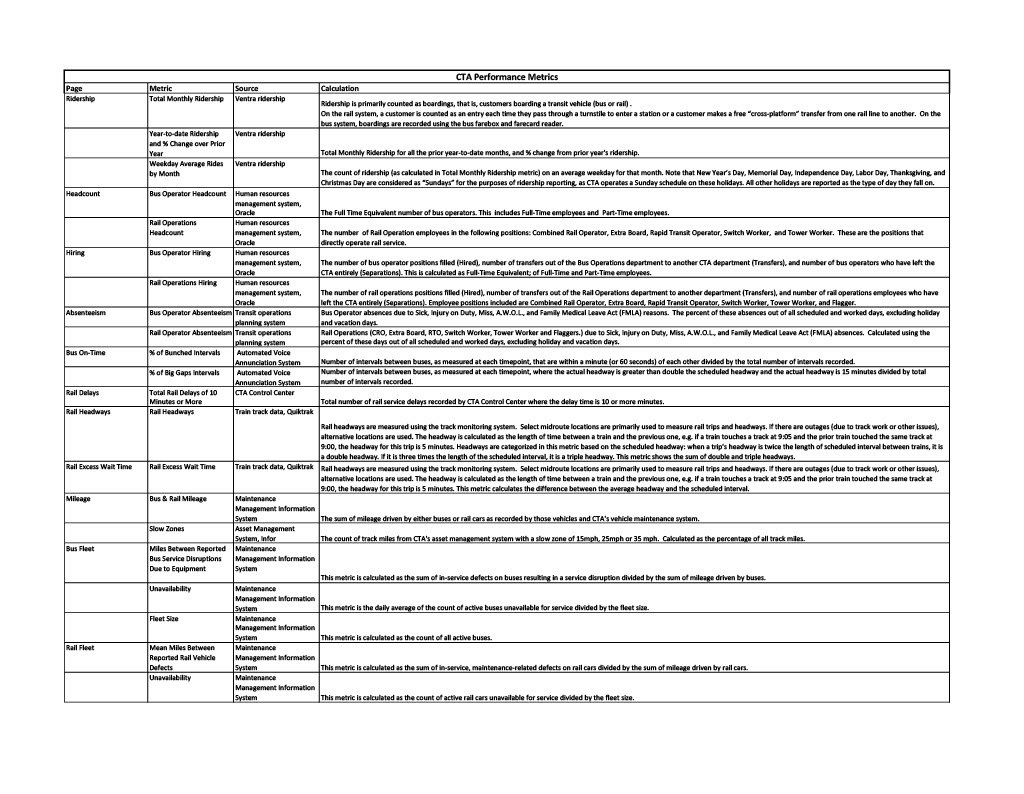 CTA Performance Metrics
Page Metric Source Calculation
Ridership Total Monthly Ridership Ventra ridership
Ridership is primarily counted as boardings, that is, customers boarding a transit vehicle (bus or rail) .
On the rail system, a customer is counted as an entry each time they pass through a turnstile to enter a station or a customer makes a free "cross-platform" transfer from one rail line to another.  On the
bus system, boardings are recorded using the bus farebox and farecard reader.
Year-to-date Ridership
and % Change over Prior
Year
Ventra ridership
Total Monthly Ridership for all the prior year-to-date months, and % change from prior year's ridership.
Weekday Average Rides
by Month
Ventra ridership
The count of ridership (as calculated in Total Monthly Ridership metric) on an average weekday for that month. Note that New Year's Day, Memorial Day, Independence Day, Labor Day, Thanksgiving, and
Christmas Day are considered as "Sundays" for the purposes of ridership reporting, as CTA operates a Sunday schedule on these holidays. All other holidays are reported as the type of day they fall on.
Headcount Bus Operator Headcount Human resources
management system,
Oracle
The Full Time Equivalent number of bus operators. This  includes Full-Time employees and  Part-Time employees.
Rail Operations
Headcount
Human resources
management system,
Oracle
The number  of Rail Operation employees in the following positions: Combined Rail Operator, Extra Board, Rapid Transit Operator, Switch Worker,  and Tower Worker.  These are the positions that
directly operate rail service.
Hiring Bus Operator Hiring Human resources
management system,
Oracle
The number of bus operator positions filled (Hired), number of transfers out of the Bus Operations department to another CTA department (Transfers), and number of bus operators who have left the
CTA entirely (Separations). This is calculated as Full-Time Equivalent; of Full-Time and Part-Time employees.
Rail Operations Hiring Human resources
management system,
Oracle
The number of rail operations positions filled (Hired), number of transfers out of the Rail Operations department to another department (Transfers), and number of rail operations employees who have
left the CTA entirely (Separations). Employee positions included are Combined Rail Operator, Extra Board, Rapid Transit Operator, Switch Worker, Tower Worker, and Flagger.
Absenteeism Bus Operator Absenteeism Transit operations
planning system
Bus Operator absences due to Sick, Injury on Duty, Miss, A.W.O.L., and Family Medical Leave Act (FMLA) reasons.  The percent of these absences out of all scheduled and worked days, excluding holiday
and vacation days.
Rail Operator Absenteeism Transit operations
planning system
Rail Operations (CRO, Extra Board, RTO, Switch Worker, Tower Worker and Flaggers.) due to Sick, Injury on Duty, Miss, A.W.O.L., and Family Medical Leave Act (FMLA) absences.  Calculated using the
percent of these days out of all scheduled and worked days, excluding holiday and vacation days.
Bus On-Time % of Bunched Intervals Automated Voice
Annunciation System
Number of intervals between buses, as measured at each timepoint, that are within a minute (or 60 seconds) of each other divided by the total number of intervals recorded.
% of Big Gaps Intervals Automated Voice
Annunciation System
Number of intervals between buses, as measured at each timepoint, where the actual headway is greater than double the scheduled headway and the actual headway is 15 minutes divided by total
number of intervals recorded.
Rail Delays Total Rail Delays of 10
Minutes or More
CTA Control Center
Total number of rail service delays recorded by CTA Control Center where the delay time is 10 or more minutes.
Rail Headways Rail Headways Train track data, Quiktrak
Rail headways are measured using the track monitoring system.  Select midroute locations are primarily used to measure rail trips and headways. If there are outages (due to track work or other issues),
alternative locations are used. The headway is calculated as the length of time between a train and the previous one, e.g. if a train touches a track at 9:05 and the prior train touched the same track at
9:00, the headway for this trip is 5 minutes. Headways are categorized in this metric based on the scheduled headway; when a trip's headway is twice the length of scheduled interval between trains, it is
a double headway. If it is three times the length of the scheduled interval, it is a triple headway. This metric shows the sum of double and triple headways.
Rail Excess Wait Time Rail Excess Wait Time Train track data, Quiktrak
Rail headways are measured using the track monitoring system.  Select midroute locations are primarily used to measure rail trips and headways. If there are outages (due to track work or other issues),
alternative locations are used. The headway is calculated as the length of time between a train and the previous one, e.g. if a train touches a track at 9:05 and the prior train touched the same track at
9:00, the headway for this trip is 5 minutes. This metric calculates the difference between the average headway and the scheduled interval.
Mileage Bus & Rail Mileage Maintenance
Management Information
System
The sum of mileage driven by either buses or rail cars as recorded by those vehicles and CTA's vehicle maintenance system.
Slow Zones Asset Management
System, Infor
The count of track miles from CTA's asset management system with a slow zone of 15mph, 25mph or 35 mph.  Calculated as the percentage of all track miles.
Bus Fleet Miles Between Reported
Bus Service Disruptions
Due to Equipment
Maintenance
Management Information
System
This metric is calculated as the sum of in-service defects on buses resulting in a service disruption divided by the sum of mileage driven by buses.
Unavailability Maintenance
Management Information
System
This metric is the daily average of the count of active buses unavailable for service divided by the fleet size.
Fleet Size Maintenance
Management Information
System
This metric is calculated as the count of all active buses.
Rail Fleet Mean Miles Between
Reported Rail Vehicle
Defects
Maintenance
Management Information
System
This metric is calculated as the sum of in-service, maintenance-related defects on rail cars divided by the sum of mileage driven by rail cars.
Unavailability Maintenance
Management Information
System
This metric is calculated as the count of active rail cars unavailable for service divided by the fleet size.